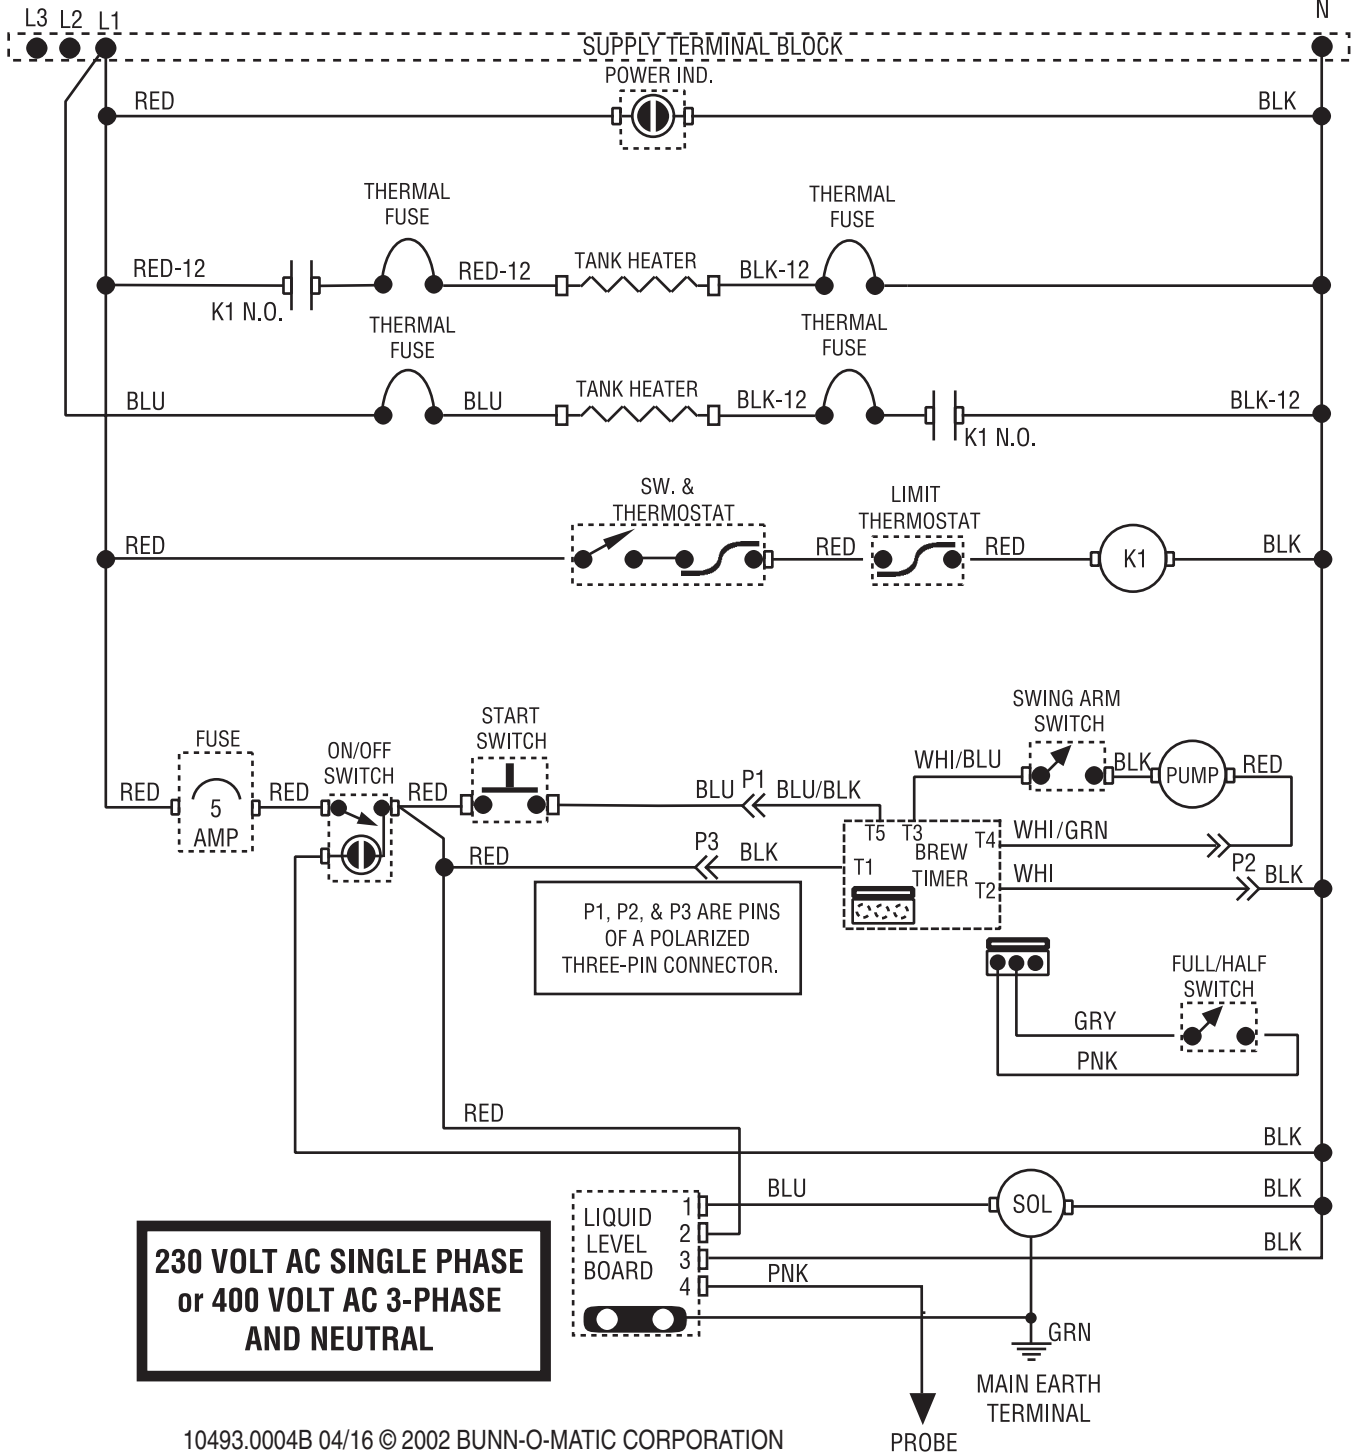 L3 L2 L1 N
SUPPLY TERMINAL BLOCK
POWER IND.
RED BLK
THERMAL
FUSE
THERMAL
FUSE
RED-12 RED-12 TANK HEATER BLK-12
K1 N.O.
THERMAL
FUSE
THERMAL
FUSE
BLU BLU TANK HEATER BLK-12 BLK-12
K1 N.O.
SW. &
THERMOSTAT
LIMIT
THERMOSTAT
RED RED RED K1 BLK
FUSE
ON/OFF
SWITCH
START
SWITCH
SWING ARM
SWITCH
RED 5
AMP
RED RED BLU P1 BLU/BLK
WHI/BLU BLK PUMP RED
RED P3 BLK
T5 T3 T4
T1 BREW
TIMER T2
WHI/GRN
WHI P2 BLK
P1, P2, & P3 ARE PINS
OF A POLARIZED
THREE-PIN CONNECTOR.
FULL/HALF
SWITCH
GRY
PNK
RED
BLK
LIQUID
LEVEL
BOARD
1
2
3
4
BLU SOL BLK
BLK
PNK
GRN
MAIN EARTH
TERMINAL
PROBE
230 VOLT AC SINGLE PHASE
or 400 VOLT AC 3-PHASE
AND NEUTRAL
10493.0004B 04/16 © 2002 BUNN-O-MATIC CORPORATION